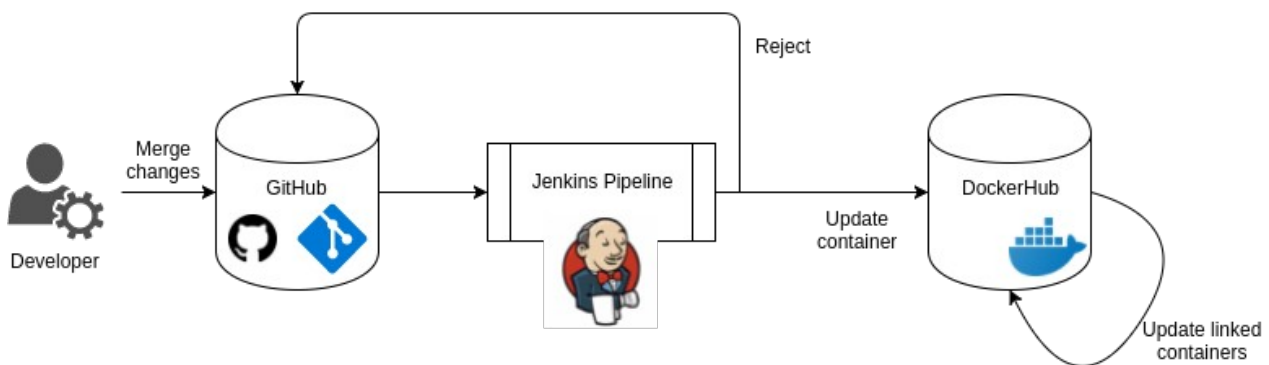 Reject
Merge
changes
GitHub
Jenkins Pipeline
DockerHub
Update
container
Developer
Update linked
containers